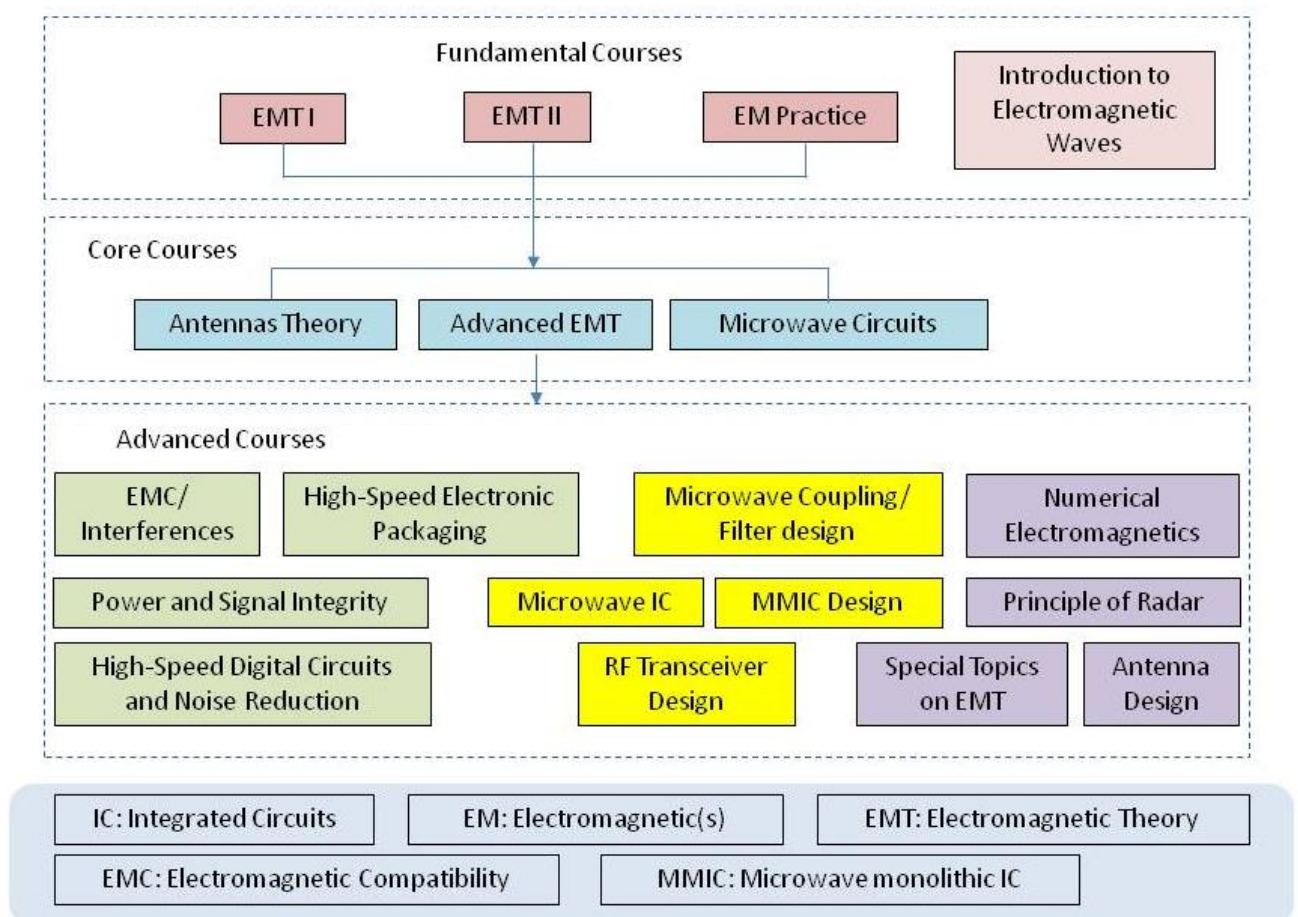 Fundamental Courses
EMT I
EMT II
EM Practice
Introduction to
Electromagnetic
Waves
Core Courses
Antennas Theory
Advanced EMT
Microwave Circuits
Advanced Courses
EMC/
Interferences
High-Speed Electronic
Packaging
Microwave Coupling/
Filter design
Numerical
Electromagnetics
Power and Signal Integrity
Microwave IC
MMIC Design
Principle of Radar
High-Speed Digital Circuits
and Noise Reduction
RF Transceiver
Design
Special Topics
on EMT
Antenna
Design
IC: Integrated Circuits
EM: Electromagnetic(s)
EMT: Electromagnetic Theory
EMC: Electromagnetic Compatibility
MMIC: Microwave monolithic IC